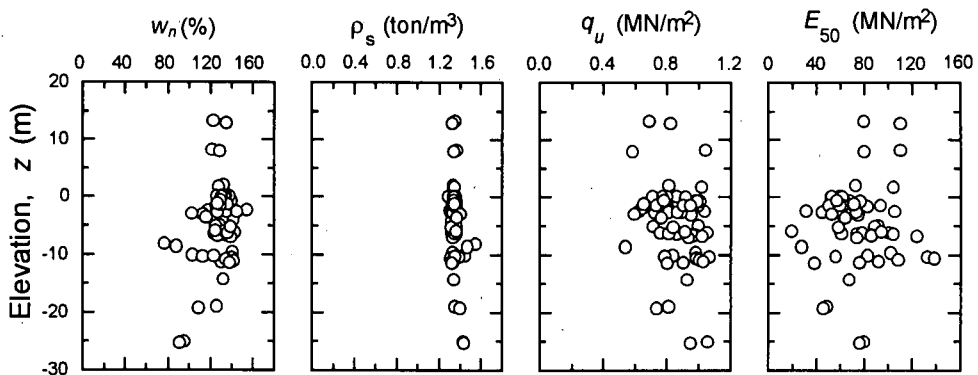 wₙ(%) ρₛ (ton/m³) qᵤ (MN/m²) E₅₀ (MN/m²)
0 40 80 120 160 0.0 0.4 0.8 1.2 1.6 0.0 0.4 0.8 1.2 0 40 80 120 160
20
10
0
-10
-20
-30
Elevation, z (m)